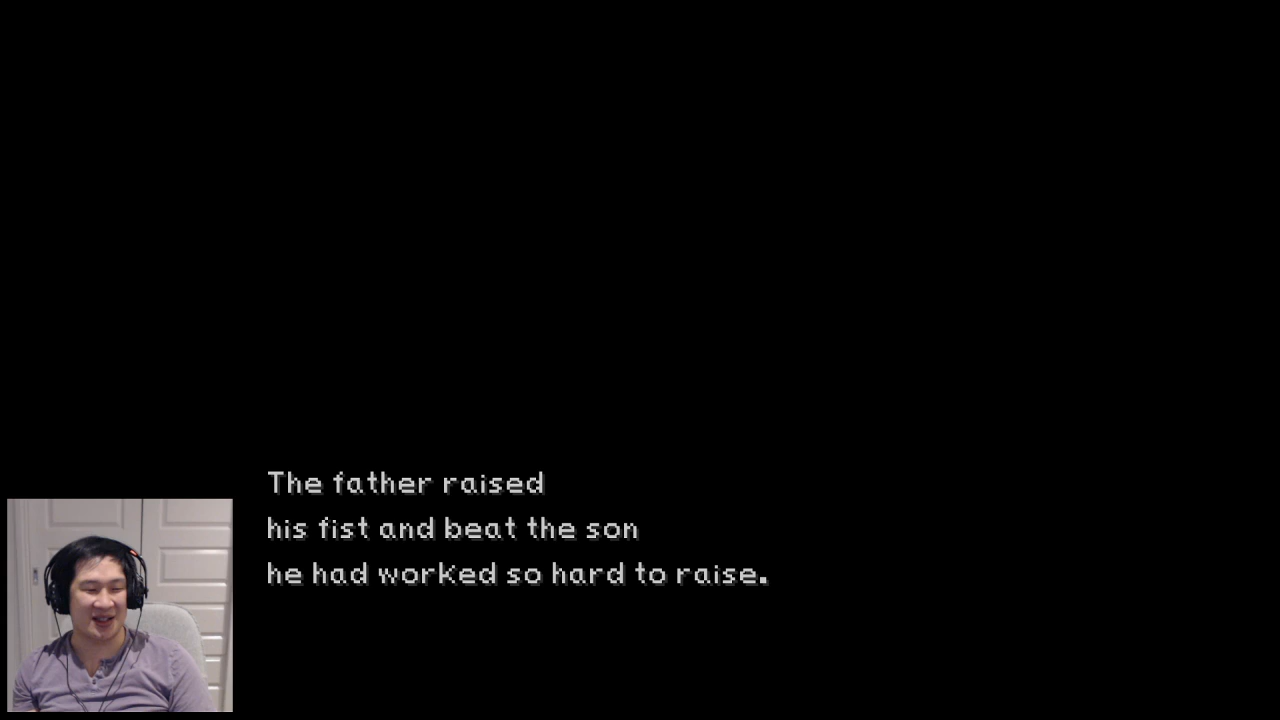 The father raised
his fist and beat the son
he had worked so hard to raise.